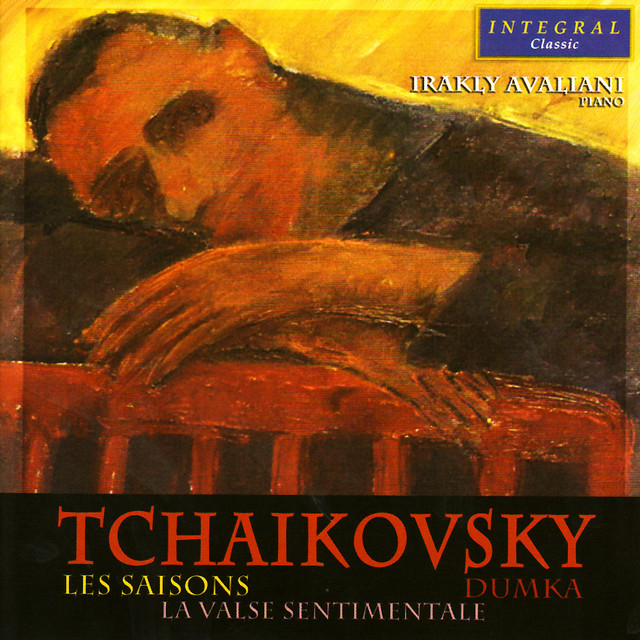 INTEGRAL
Classic
IRAKLY AVALIANI
PIANO
TCHAIKOVSKY
LES SAISONS
DUMKA
LA VALSE SENTIMENTALE